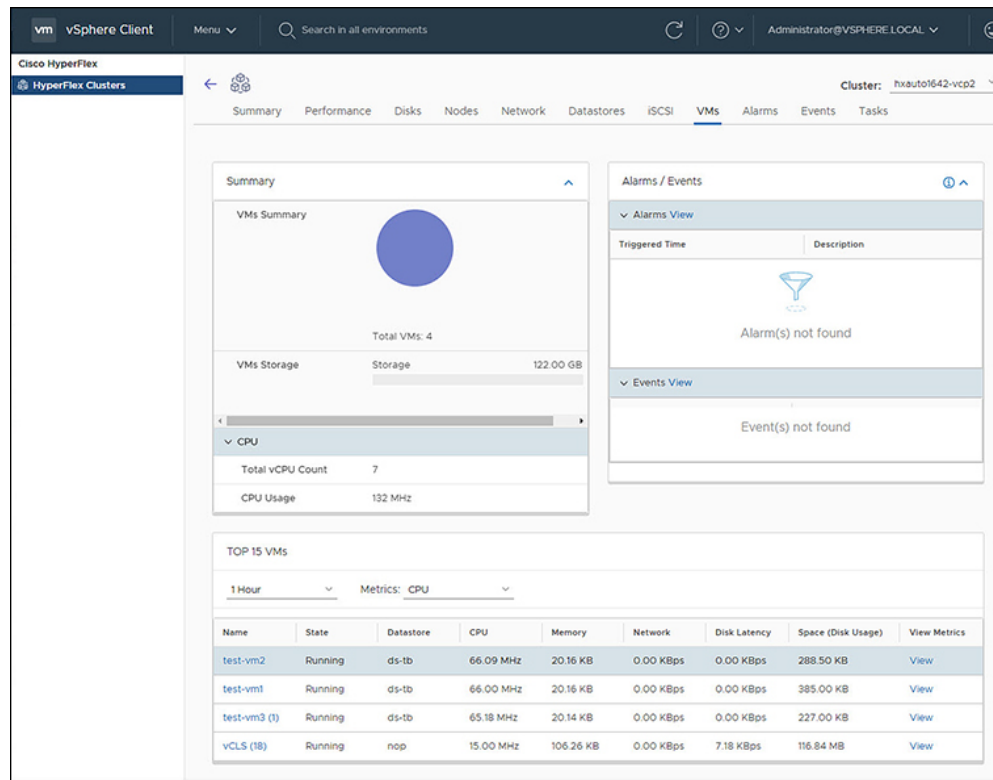 vm vSphere Client Menu Search in all environments Administrator@VSPHERE.LOCAL
Cisco HyperFlex
HyperFlex Clusters
Cluster: hxauto1642-vcp2
Summary Performance Disks Nodes Network Datastores iSCSI VMs Alarms Events Tasks
Summary
VMs Summary
Total VMs: 4
VMs Storage Storage 122.00 GB
CPU
Total vCPU Count 7
CPU Usage 132 MHz
Alarms / Events
Alarms View
Triggered Time Description
Alarm(s) not found
Events View
Event(s) not found
TOP 15 VMs
1 Hour Metrics: CPU
Name State Datastore CPU Memory Network Disk Latency Space (Disk Usage) View Metrics
test-vm2 Running ds-tb 66.09 MHz 20.16 KB 0.00 KBps 0.00 KBps 288.50 KB View
test-vm1 Running ds-tb 66.00 MHz 20.16 KB 0.00 KBps 0.00 KBps 385.00 KB View
test-vm3 (1) Running ds-tb 65.18 MHz 20.14 KB 0.00 KBps 0.00 KBps 227.00 KB View
vCLS (18) Running nop 15.00 MHz 106.26 KB 0.00 KBps 7.18 KBps 116.84 MB View